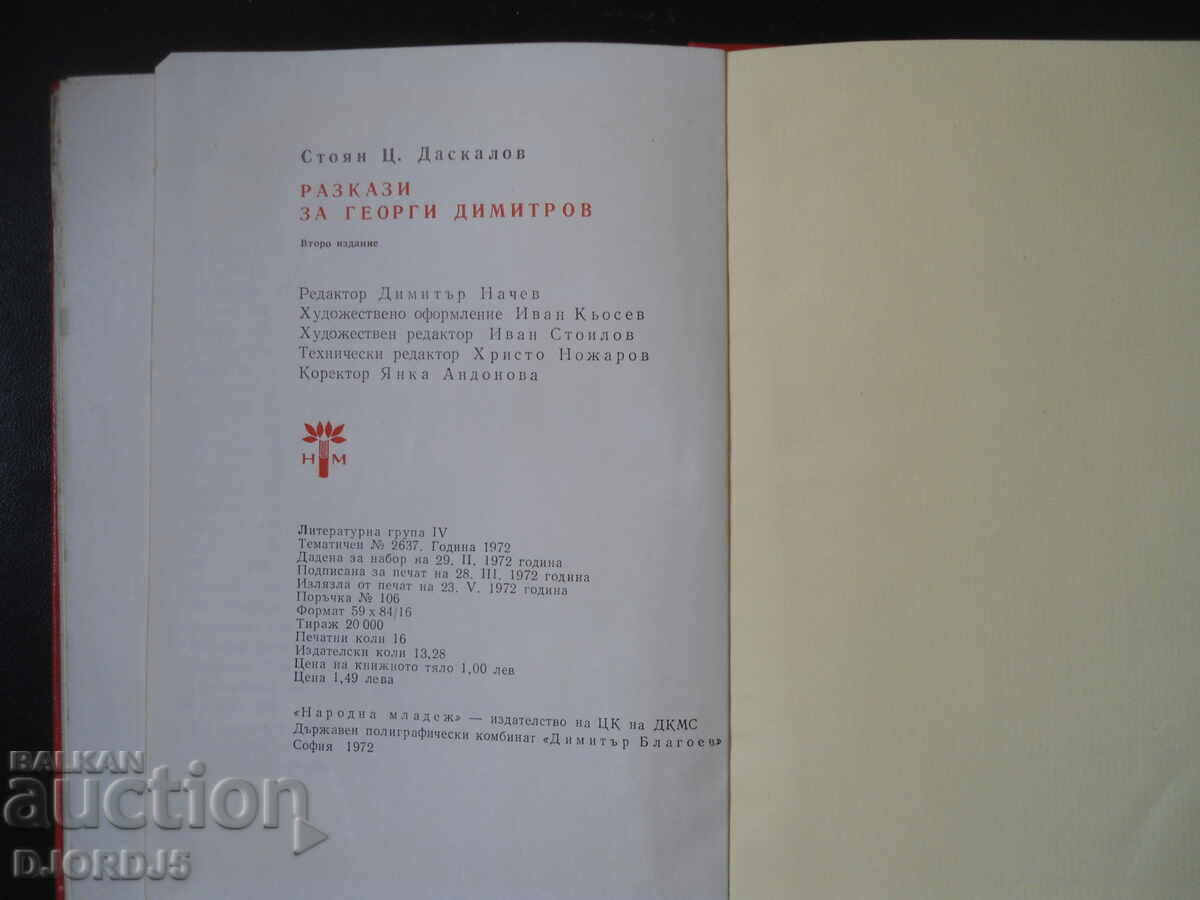 Стоян Ц. Даскалов
РАЗКАЗИ
ЗА ГЕОРГИ ДИМИТРОВ
Второ издание
Редактор Димитър Начев
Художествено оформление Иван Кьосев
Художествен редактор Иван Стоилов
Технически редактор Христо Ножаров
Коректор Янка Андонова
Н М
Литературна група IV
Тематичен № 2637. Година 1972
Дадена за набор на 29. II. 1972 година
Подписана за печат на 28. III. 1972 година
Излязла от печат на 23. V. 1972 година
Поръчка № 106
Формат 59 х 84/16
Тираж 20 000
Печатни коли 16
Издателски коли 13,28
Цена на книжното тяло 1,00 лев
Цена 1,49 лева
«Народна младеж» — издателство на ЦК на ДКМС
Държавен полиграфически комбинат «Димитър Благоев»
София 1972
BALKAN
auction
DJORDJ5